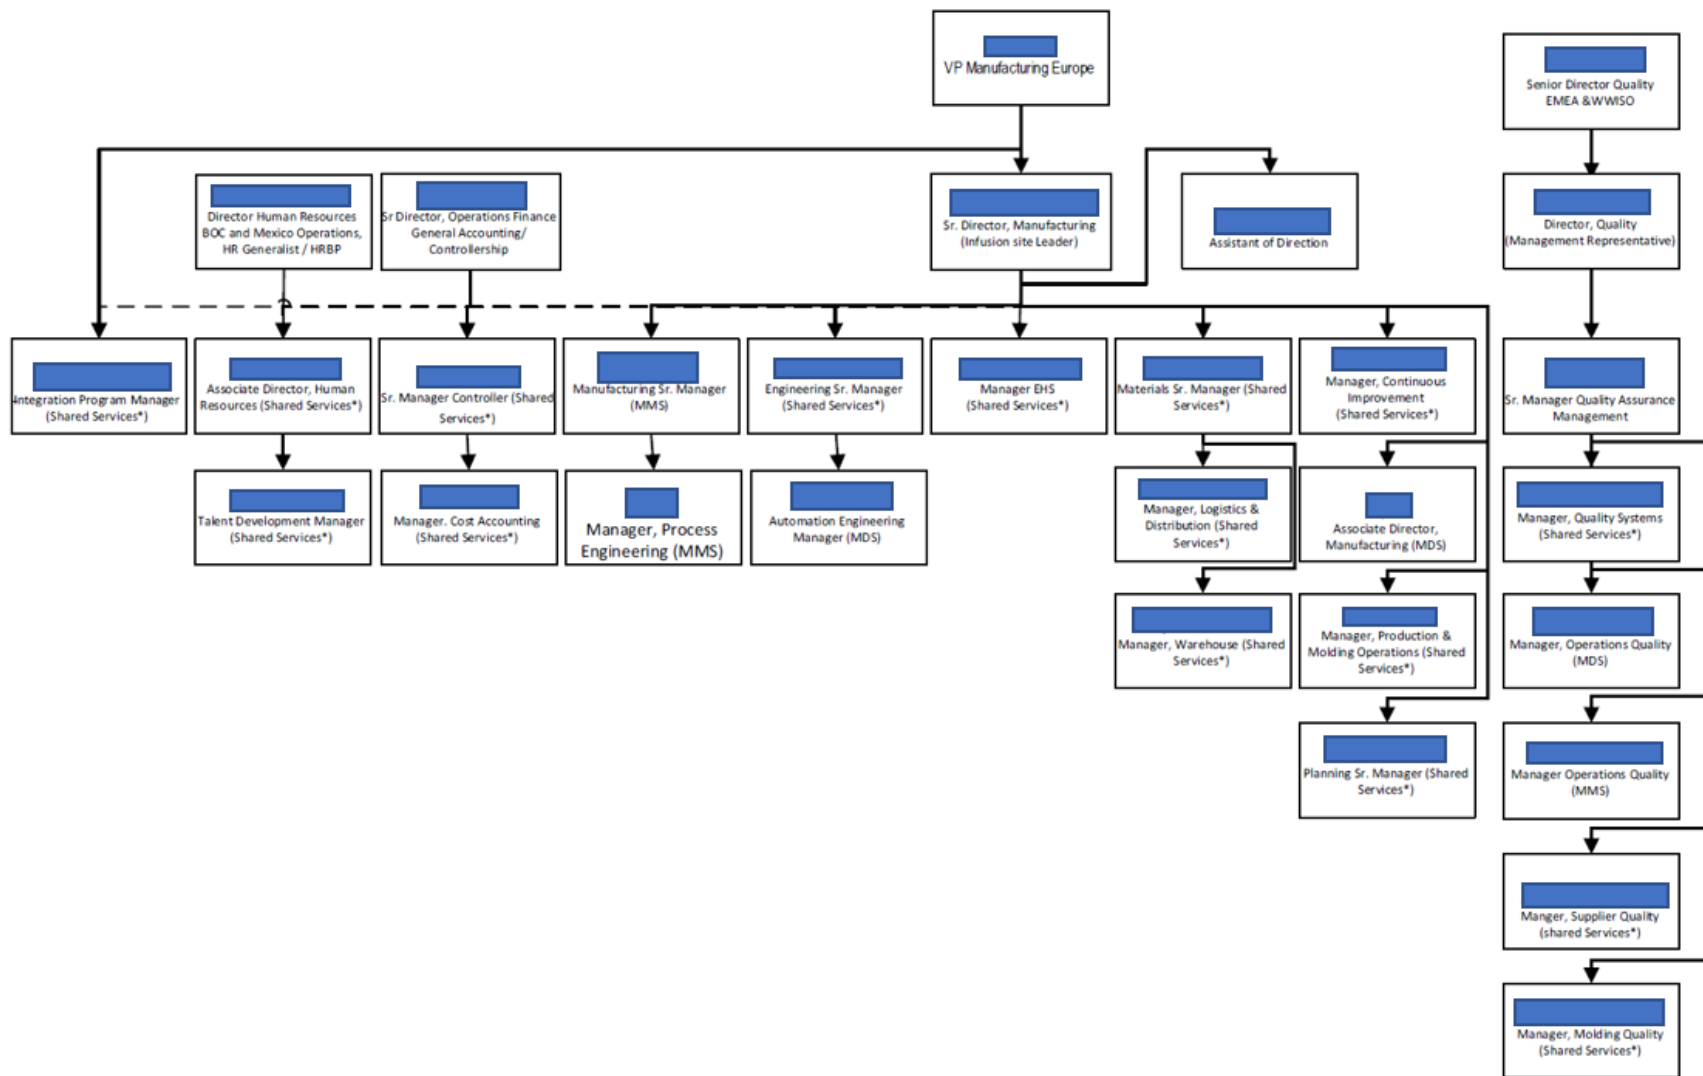 VP Manufacturing Europe
Senior Director Quality
EMEA &WWISO
Director Human Resources
BOC and Mexico Operations,
HR Generalist / HRBP
Sr Director, Operations Finance
General Accounting/
Controllership
Sr. Director, Manufacturing
(Infusion site Leader)
Assistant of Direction
Director, Quality
(Management Representative)
Integration Program Manager
(Shared Services*)
Associate Director, Human
Resources (Shared Services*)
Sr. Manager Controller (Shared
Services*)
Manufacturing Sr. Manager
(MMS)
Engineering Sr. Manager
(Shared Services*)
Manager EHS
(Shared Services*)
Materials Sr. Manager (Shared
Services*)
Manager, Continuous
Improvement
(Shared Services*)
Sr. Manager Quality Assurance
Management
Talent Development Manager
(Shared Services*)
Manager. Cost Accounting
(Shared Services*)
Manager, Process
Engineering (MMS)
Automation Engineering
Manager (MDS)
Manager, Logistics &
Distribution (Shared
Services*)
Associate Director,
Manufacturing (MDS)
Manager, Quality Systems
(Shared Services*)
Manager, Warehouse (Shared
Services*)
Manager, Production &
Molding Operations (Shared
Services*)
Manager, Operations Quality
(MDS)
Planning Sr. Manager (Shared
Services*)
Manager Operations Quality
(MMS)
Manger, Supplier Quality
(shared Services*)
Manager, Molding Quality
(Shared Services*)